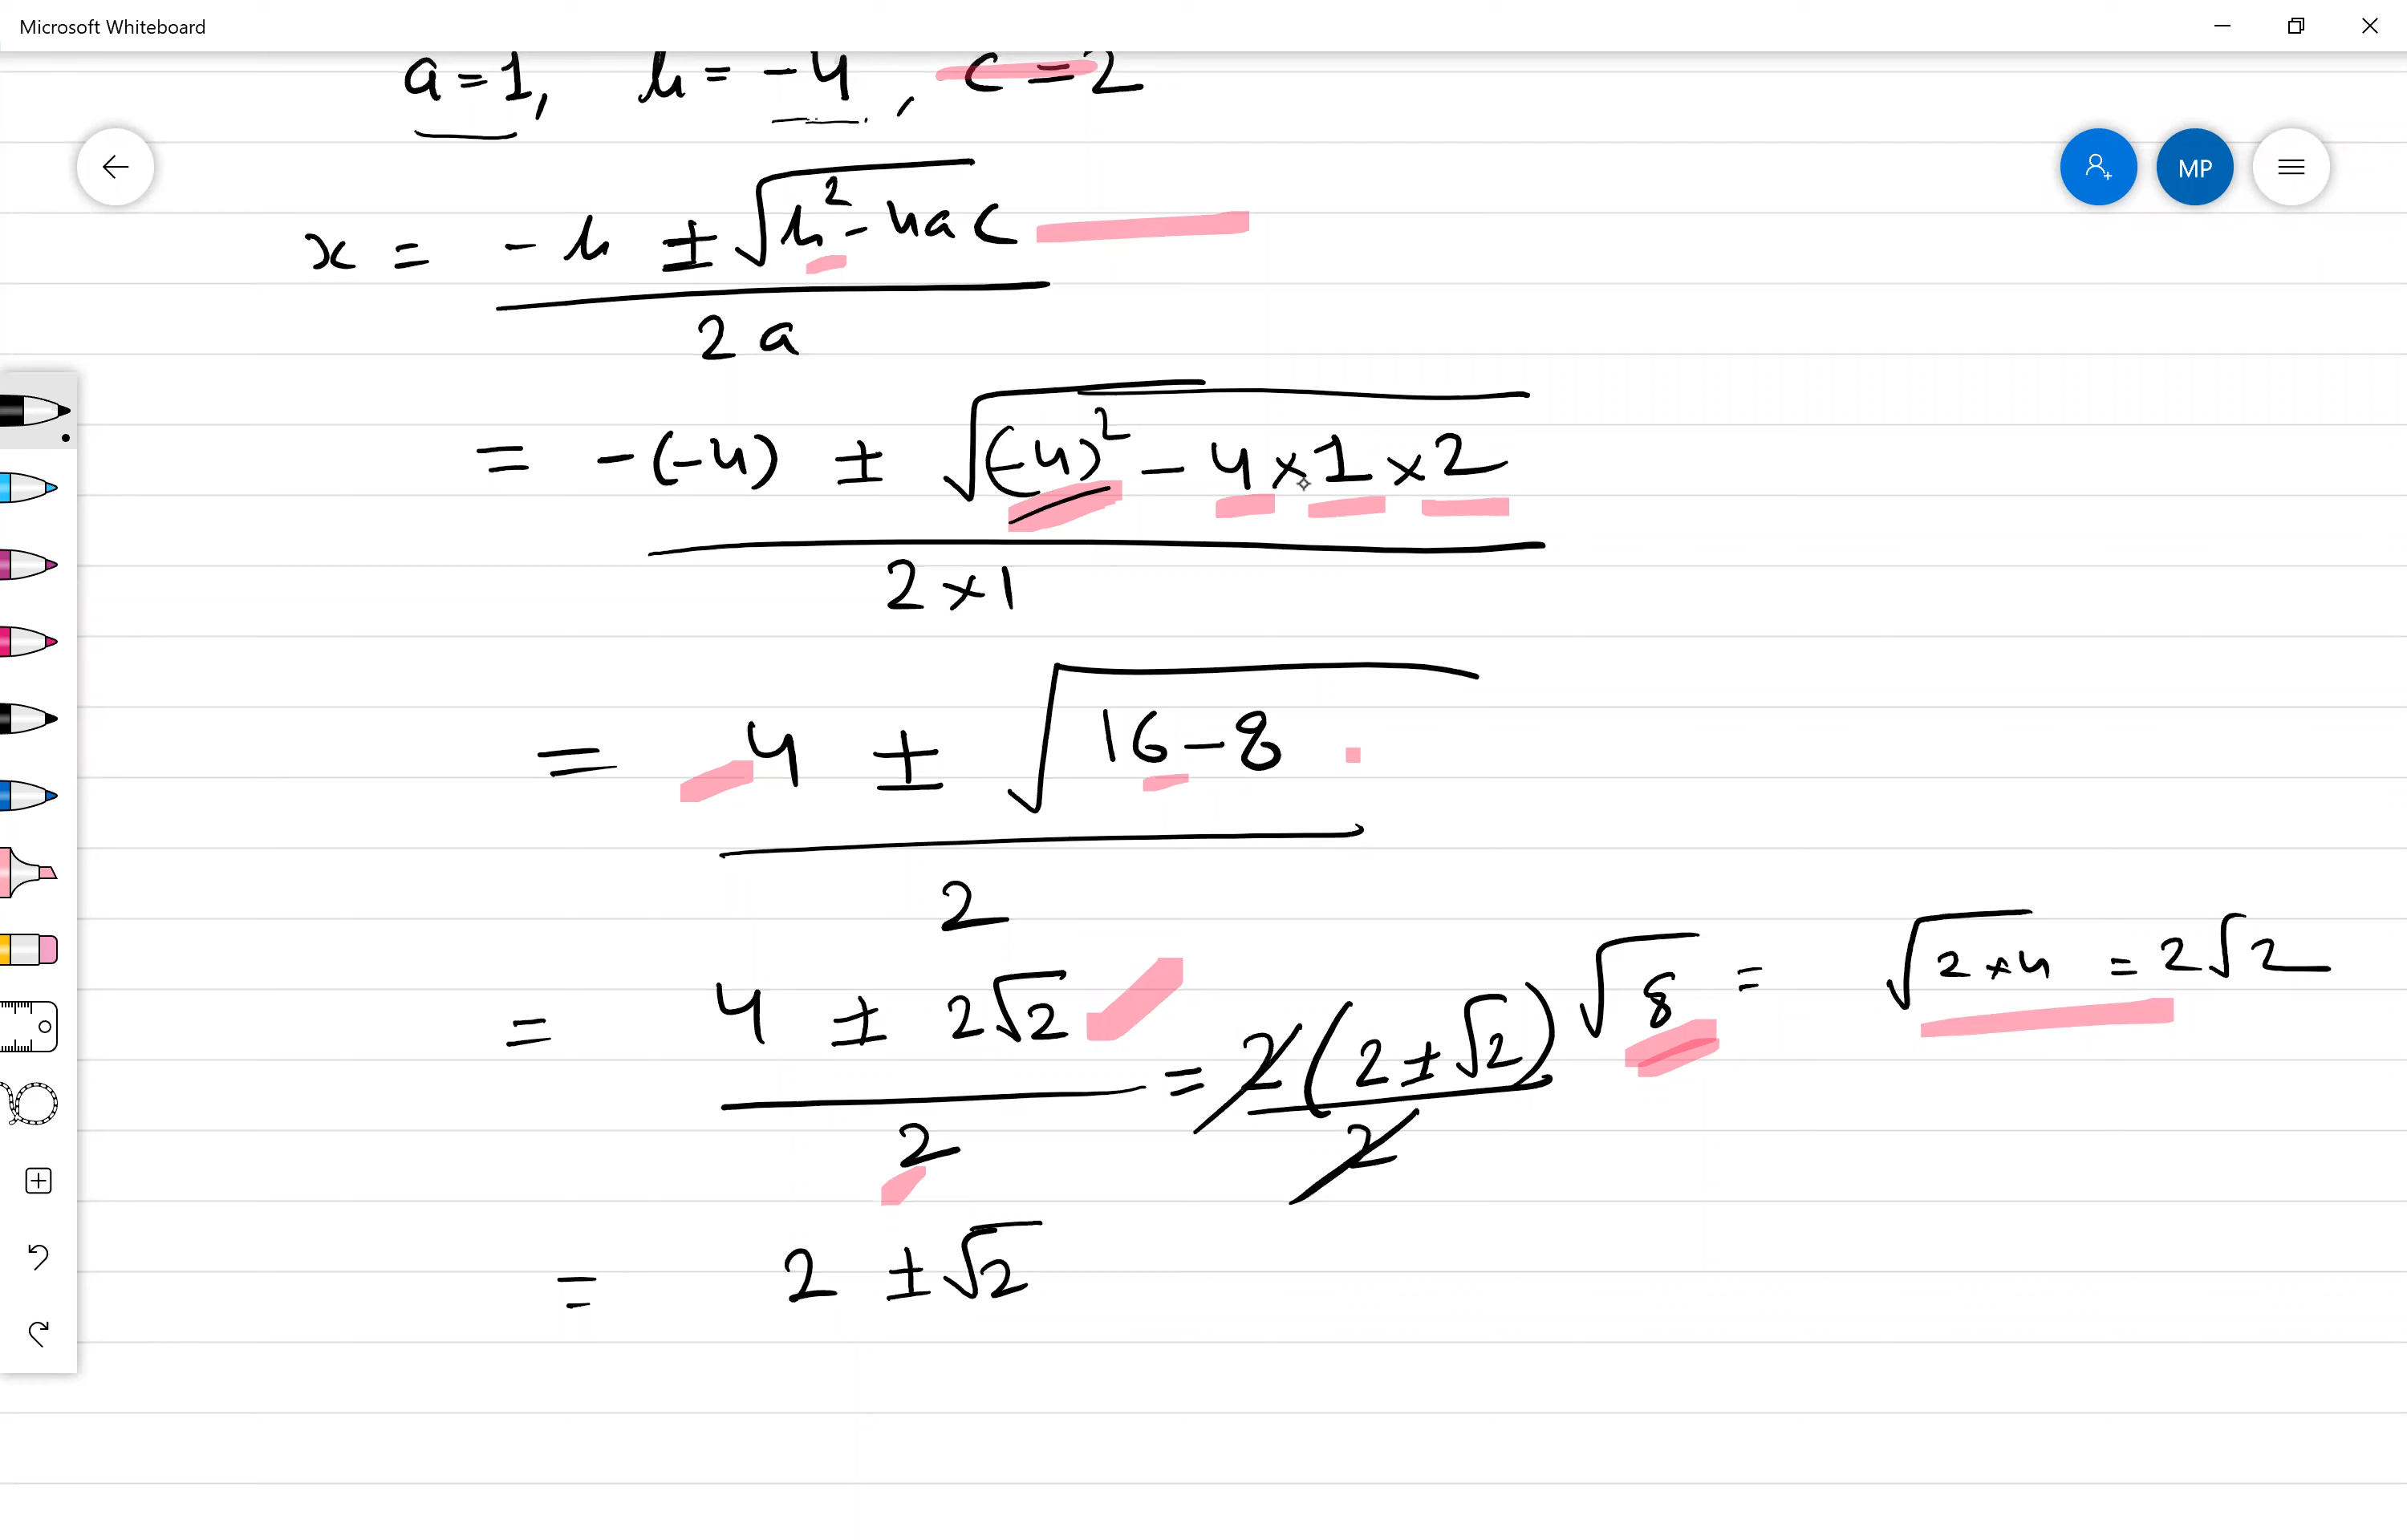 Microsoft Whiteboard
a = 1, b = -4, c = 2
MP
x = -b ± √(b² - 4ac)
2a
= -(-4) ± √((-4)² - 4 × 1 × 2)
2 × 1
= 4 ± √(16 - 8)
2
√8 = √(2 × 4) = 2√2
= 4 ± 2√2 = 2(2 ± √2)
2 2
= 2 ± √2